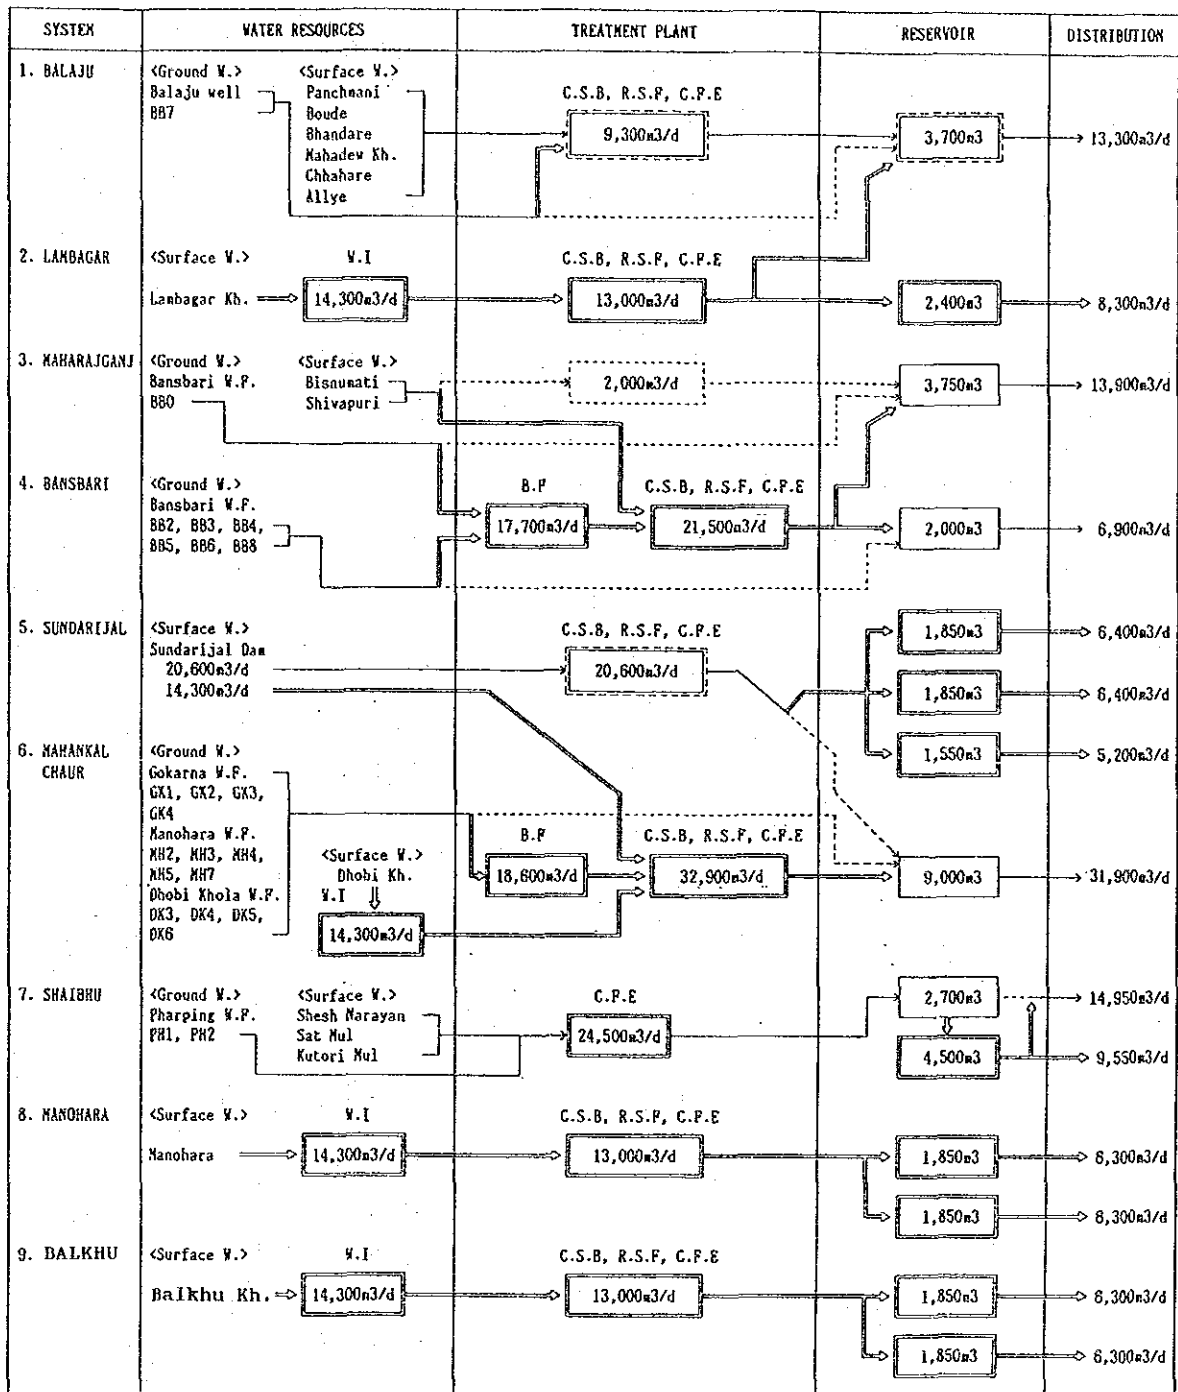 SYSTEM WATER RESOURCES TREATMENT PLANT RESERVOIR DISTRIBUTION
1. BALAJU <Ground W.> <Surface W.>
Balaju well Panchmani C.S.B, R.S.F, C.P.E
BB7 Boude
Bhandare 9,300m3/d 3,700m3 13,300m3/d
Mahadew Kh.
Chhahare
Allye
2. LAMBAGAR <Surface W.> W.I C.S.B, R.S.F, C.P.E
Lambagar Kh. 14,300m3/d 13,000m3/d 2,400m3 8,300m3/d
3. MAHARAJGANJ <Ground W.> <Surface W.>
Bansbari W.F. Bisnumati 2,000m3/d 3,750m3 13,900m3/d
BB0 Shivapuri
4. BANSBARI <Ground W.> B.F C.S.B, R.S.F, C.P.E
Bansbari W.F.
BB2, BB3, BB4, 17,700m3/d 21,500m3/d 2,000m3 6,900m3/d
BB5, BB6, BB8
5. SUNDARIJAL <Surface W.> C.S.B, R.S.F, C.P.E 1,850m3 6,400m3/d
Sundarijal Dam
20,600m3/d 20,600m3/d
14,300m3/d 1,850m3 6,400m3/d
6. MAHANKAL <Ground W.> 1,550m3 5,200m3/d
CHAUR Gokarna W.F.
GK1, GK2, GK3,
GK4
Manohara W.F. B.F C.S.B, R.S.F, C.P.E
MH2, MH3, MH4, <Surface W.>
MH5, MH7 Dhobi Kh. 18,600m3/d 32,900m3/d 9,000m3 31,900m3/d
Dhobi Khola W.F. W.I
DK3, DK4, DK5,
DK6 14,300m3/d
7. SHAIBHU <Ground W.> <Surface W.> C.P.E 2,700m3 14,950m3/d
Pharping W.F. Shesh Narayan
PH1, PH2 Sat Mul 24,500m3/d
Kutori Mul 4,500m3 9,550m3/d
8. MANOHARA <Surface W.> W.I C.S.B, R.S.F, C.P.E
Manohara 14,300m3/d 13,000m3/d 1,850m3 6,300m3/d
1,850m3 6,300m3/d
9. BALKHU <Surface W.> W.I C.S.B, R.S.F, C.P.E
Balkhu Kh. 14,300m3/d 13,000m3/d 1,850m3 6,300m3/d
1,850m3 6,300m3/d